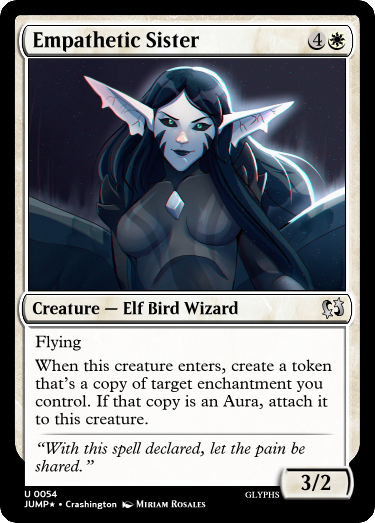 Empathetic Sister 4
Creature — Elf Bird Wizard
Flying
When this creature enters, create a token
that's a copy of target enchantment you
control. If that copy is an Aura, attach it
to this creature.
“With this spell declared, let the pain be
shared.”
3/2
U 0054
JUMP★ • Crashington Miriam Rosales
GLYPHS